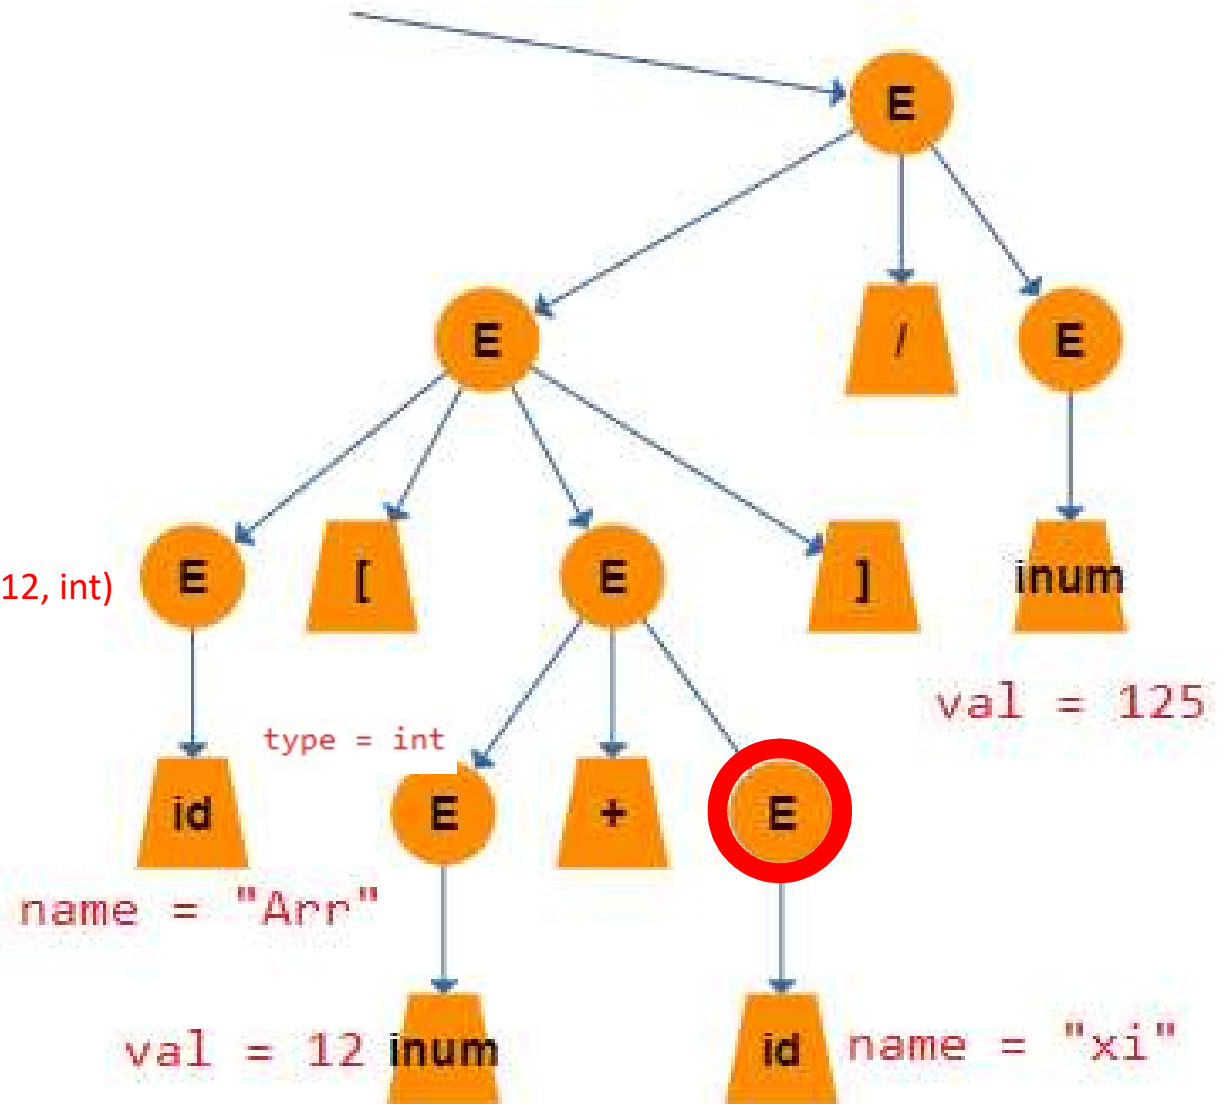 E
E
/
E
12, int)
E
[
E
]
inum
val = 125
type = int
id
E
+
E
name = "Arr"
val = 12
inum
id
name = "xi"